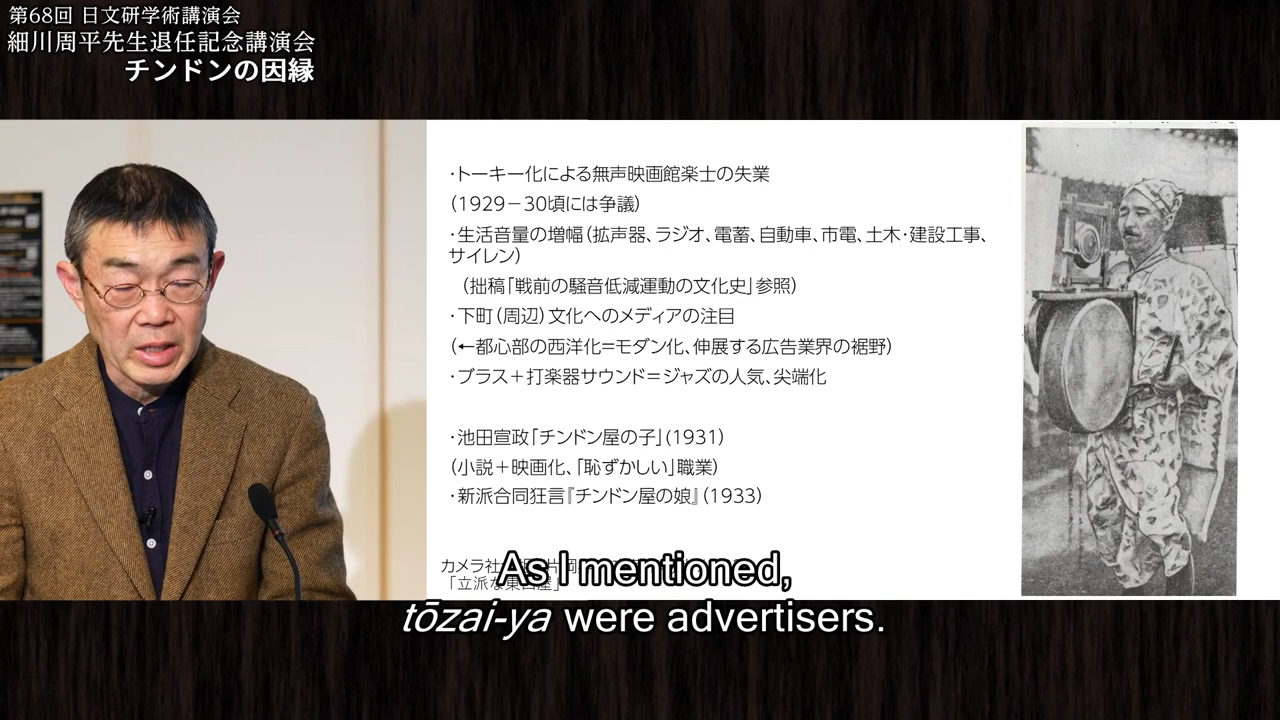 第68回 日文研学術講演会
細川周平先生退任記念講演会
チンドンの因縁
・トーキー化による無声映画館楽士の失業
(1929－30頃には争議)
・生活音量の増幅(拡声器、ラジオ、電蓄、自動車、市電、土木・建設工事、
サイレン)
(拙稿「戦前の騒音低減運動の文化史」参照)
・下町(周辺)文化へのメディアの注目
(←都心部の西洋化=モダン化、伸展する広告業界の裾野)
・ブラス＋打楽器サウンド＝ジャズの人気、尖端化
・池田宣政「チンドン屋の子」(1931)
(小説＋映画化、「恥ずかしい」職業)
・新派合同狂言『チンドン屋の娘』(1933)
カメラ社
「立派な東西屋」
As I mentioned,
tōzai-ya were advertisers.